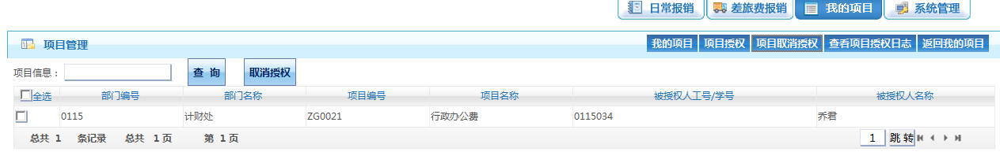 日常报销 差旅费报销 我的项目 系统管理
项目管理 我的项目 项目授权 项目取消授权 查看项目授权日志 返回我的项目
项目信息： 查 询 取消授权
全选 部门编号 部门名称 项目编号 项目名称 被授权人工号/学号 被授权人名称
0115 计财处 ZG0021 行政办公费 0115034 乔君
总共 1 条记录 总共 1 页 第 1 页 1 跳 转